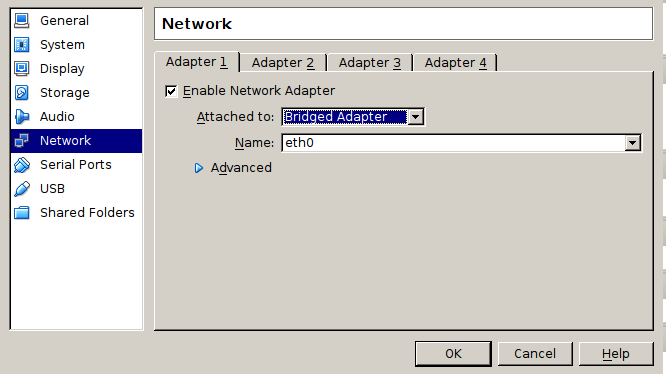 General
System
Display
Storage
Audio
Network
Serial Ports
USB
Shared Folders
Network
Adapter 1 Adapter 2 Adapter 3 Adapter 4
Enable Network Adapter
Attached to: Bridged Adapter
Name: eth0
Advanced
OK Cancel Help